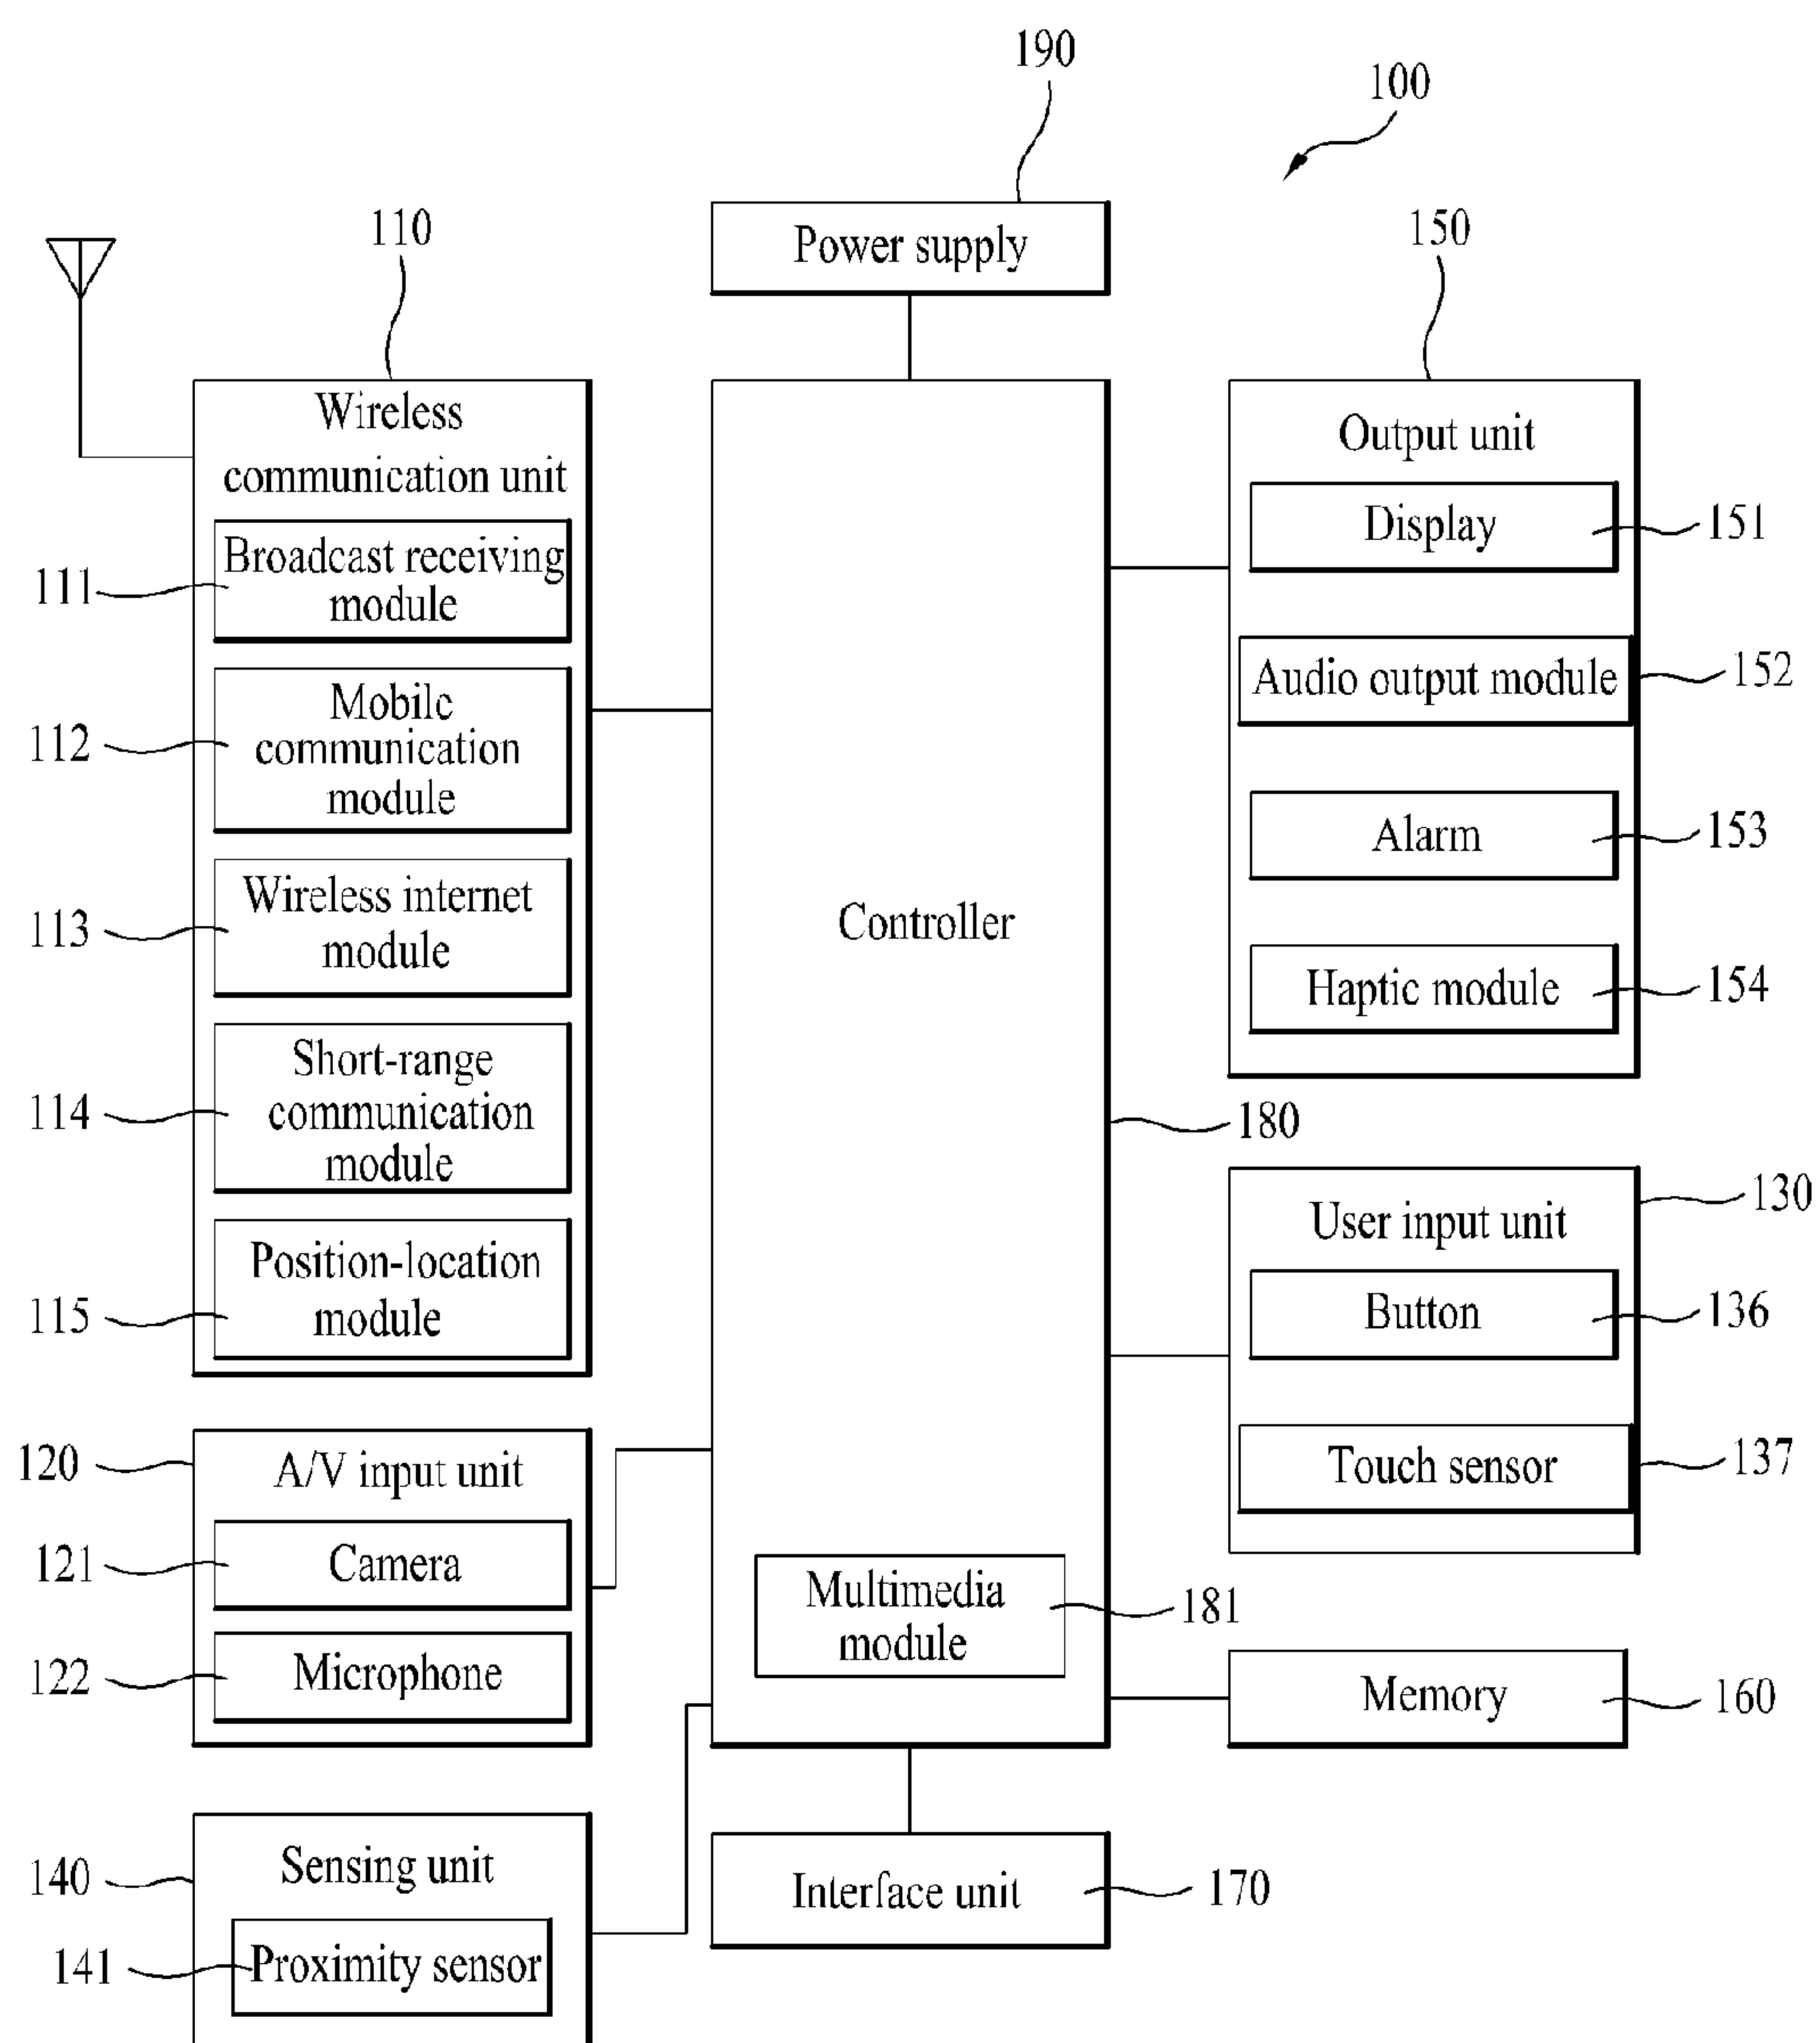 190
100
Power supply
110
Wireless
communication unit
111
Broadcast receiving
module
112
Mobile
communication
module
113
Wireless internet
module
114
Short-range
communication
module
115
Position-location
module
120
A/V input unit
121
Camera
122
Microphone
140
Sensing unit
141
Proximity sensor
Controller
180
Multimedia
module
181
Interface unit
170
150
Output unit
Display
151
Audio output module
152
Alarm
153
Haptic module
154
130
User input unit
Button
136
Touch sensor
137
Memory
160